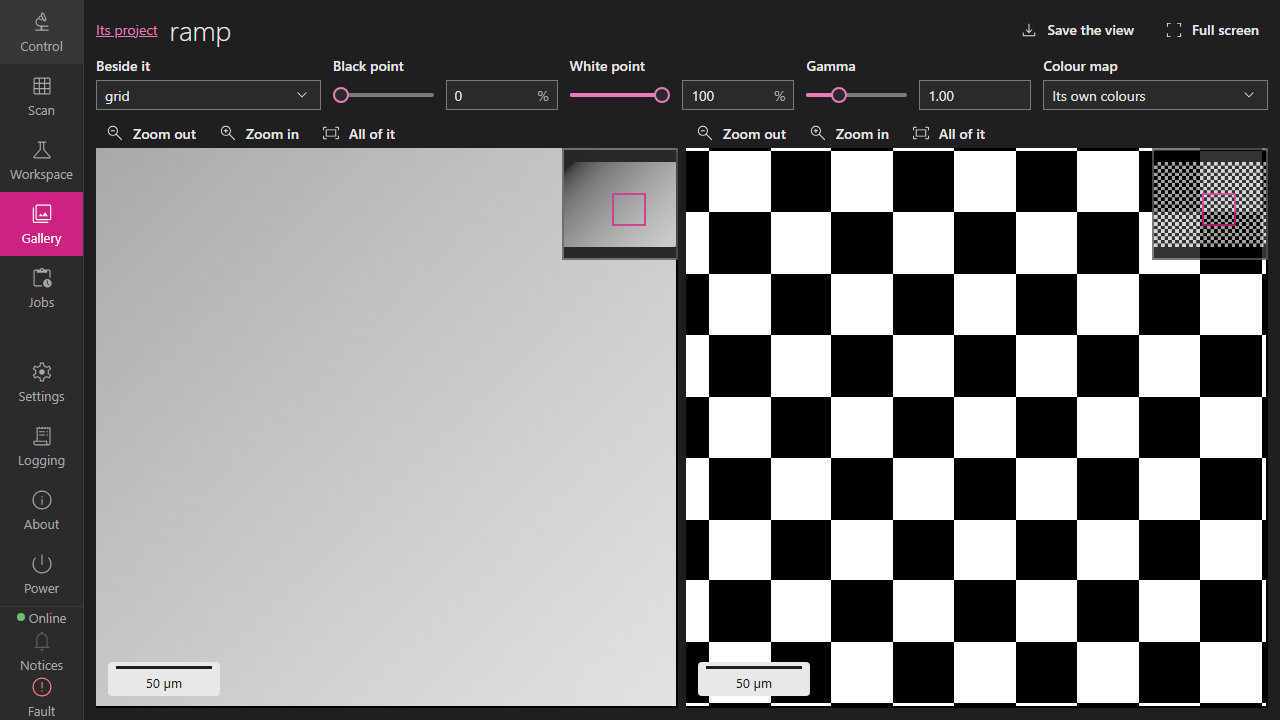 Control
Scan
Workspace
Gallery
Jobs
Settings
Logging
About
Power
Online
Notices
Fault
Its project ramp
Save the view
Full screen
Beside it
grid
Black point
0 %
White point
100 %
Gamma
1.00
Colour map
Its own colours
Zoom out Zoom in All of it
Zoom out Zoom in All of it
50 µm
50 µm